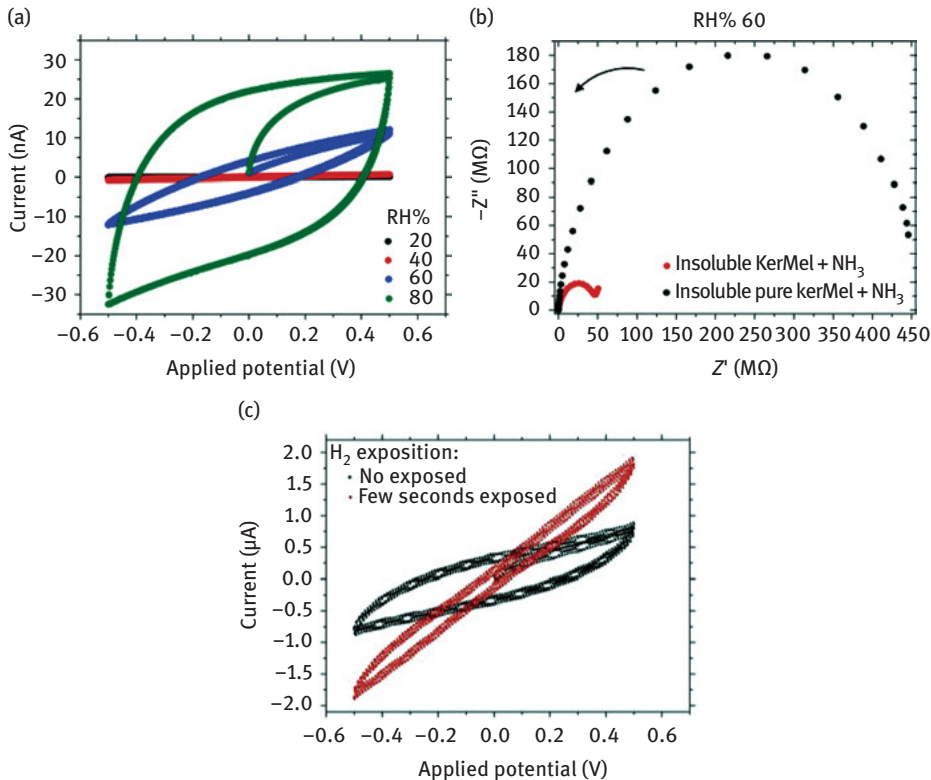 (a)
Current (nA)
30
20
10
0
−10
−20
−30
RH%
20
40
60
80
−0.6 −0.4 −0.2 0.0 0.2 0.4 0.6
Applied potential (V)
(b)
RH% 60
−Z'' (MΩ)
180
160
140
120
100
80
60
40
20
0
Insoluble KerMel + NH₃
Insoluble pure kerMel + NH₃
0 50 100 150 200 250 300 350 400 450
Z' (MΩ)
(c)
Current (µA)
2.0
1.5
1.0
0.5
0.0
−0.5
−1.0
−1.5
−2.0
H₂ exposition:
No exposed
Few seconds exposed
−0.6 −0.4 −0.2 0.0 0.2 0.4 0.6
Applied potential (V)